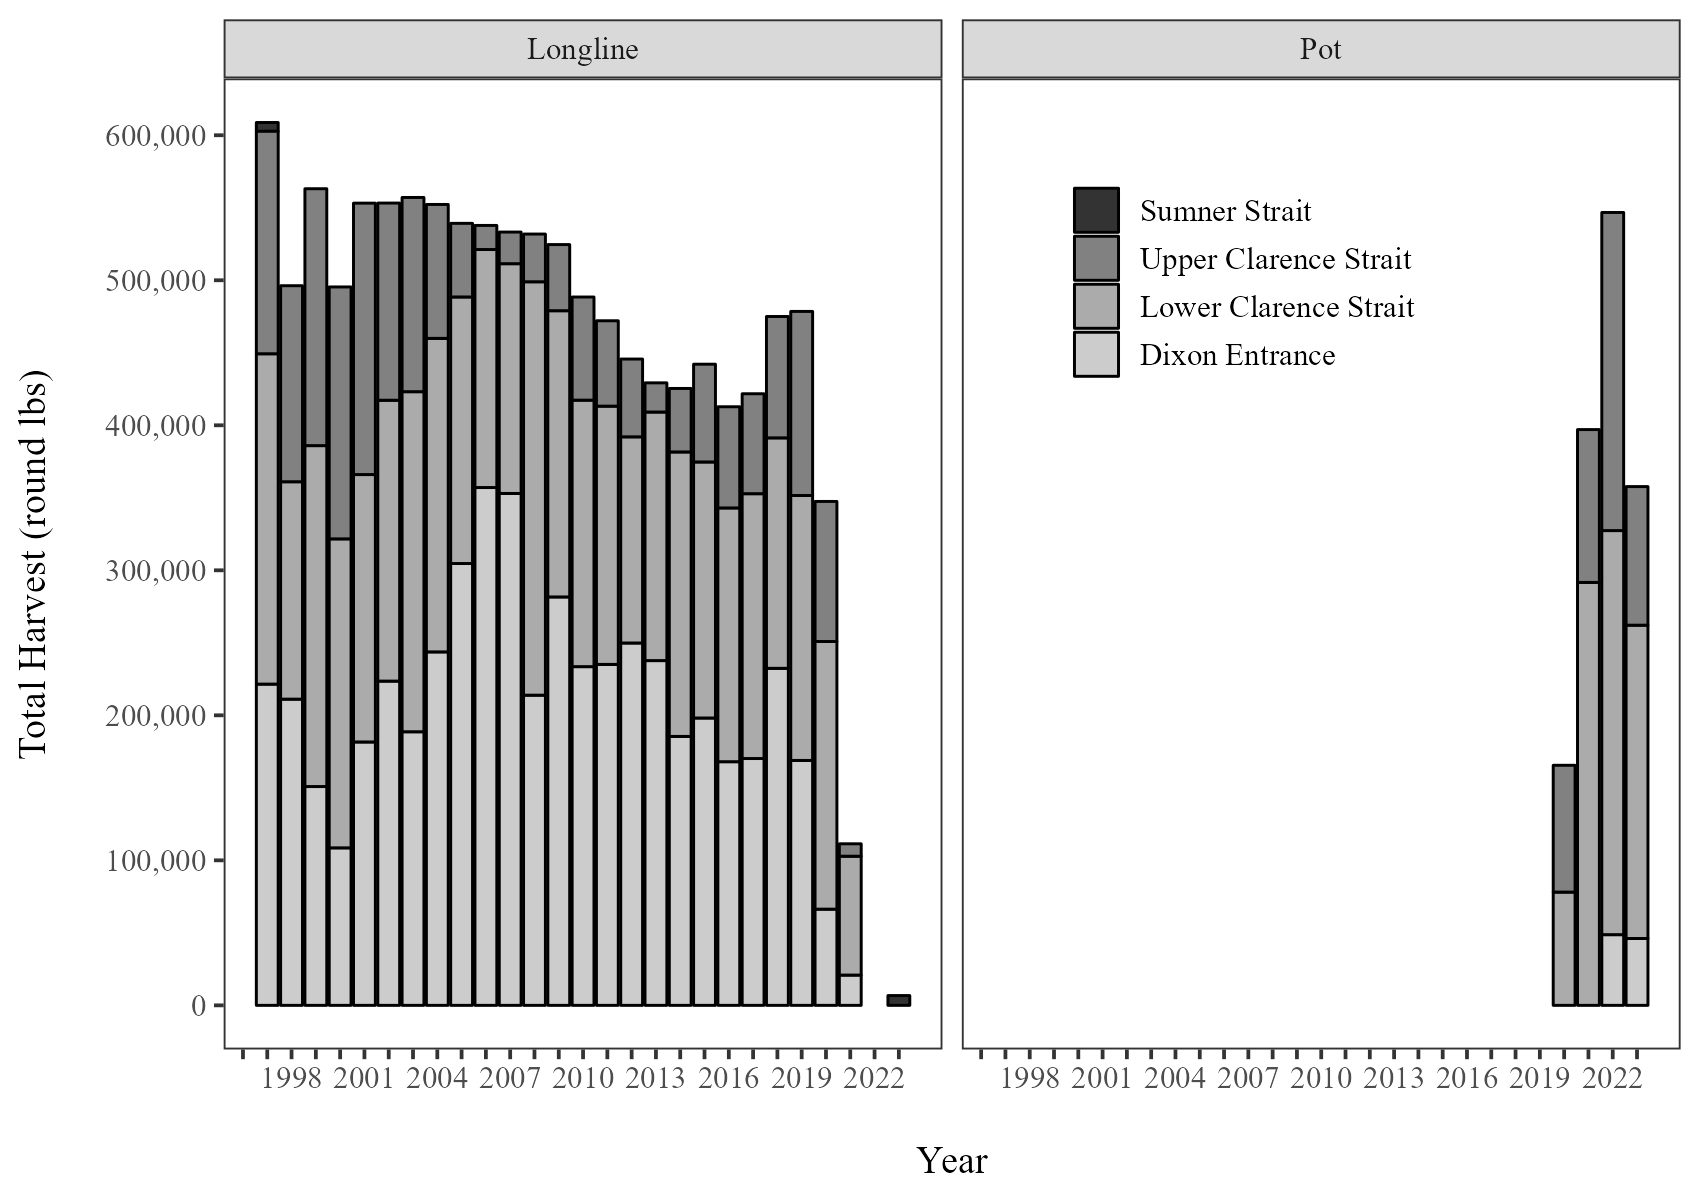 Longline
Pot
600,000
500,000
400,000
300,000
200,000
100,000
0
Total Harvest (round lbs)
Sumner Strait
Upper Clarence Strait
Lower Clarence Strait
Dixon Entrance
1998 2001 2004 2007 2010 2013 2016 2019 2022
1998 2001 2004 2007 2010 2013 2016 2019 2022
Year